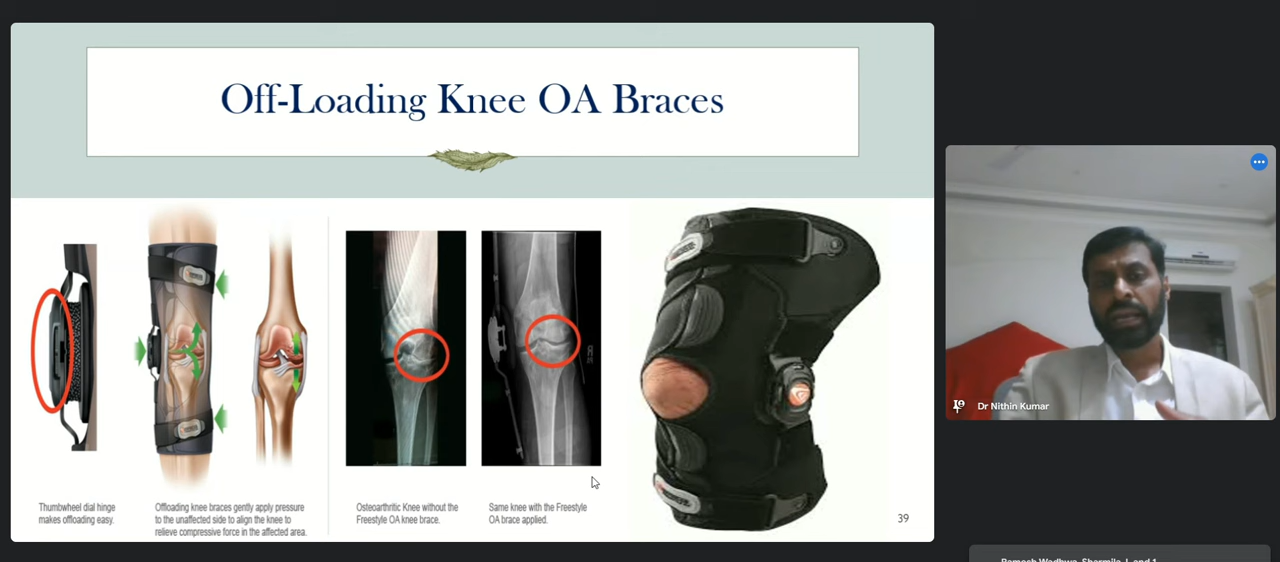 Off-Loading Knee OA Braces
Thumbwheel dial hinge
makes offloading easy.
Offloading knee braces gently apply pressure
to the unaffected side to align the knee to
relieve compressive force in the affected area.
Osteoarthritic Knee without the
Freestyle OA knee brace.
Same knee with the Freestyle
OA brace applied.
39
Dr Nithin Kumar